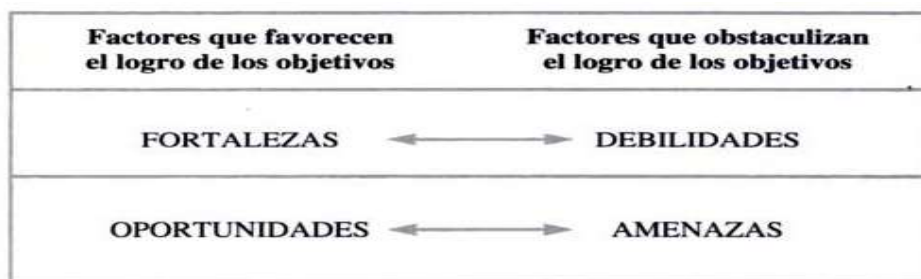 Factores que favorecen
el logro de los objetivos
Factores que obstaculizan
el logro de los objetivos
FORTALEZAS
DEBILIDADES
OPORTUNIDADES
AMENAZAS